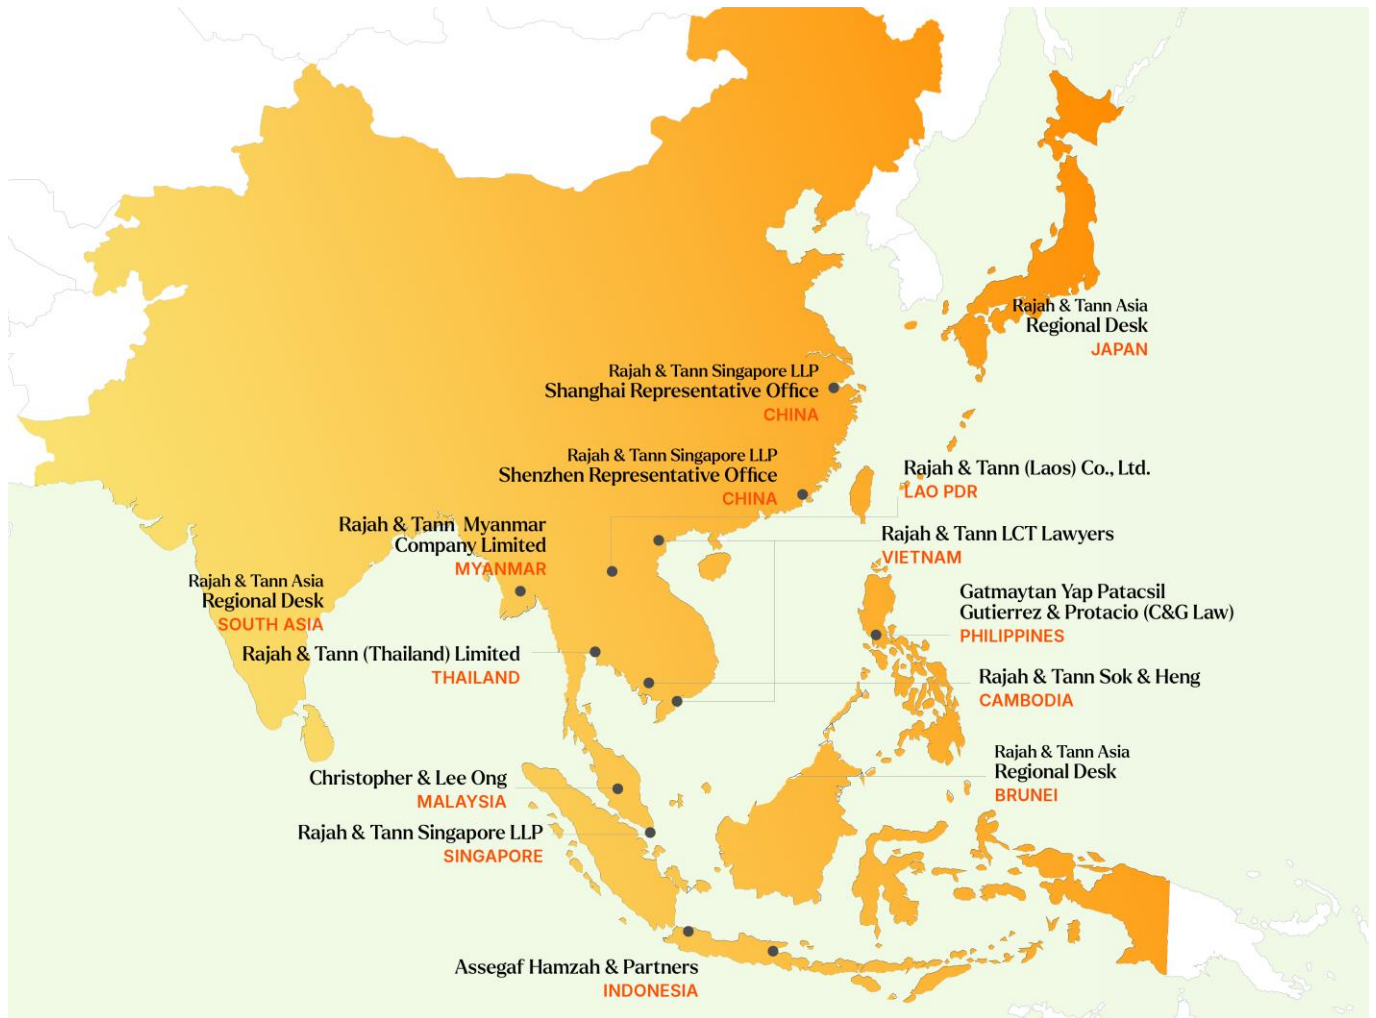 Rajah & Tann Asia
Regional Desk
JAPAN
Rajah & Tann Singapore LLP
Shanghai Representative Office
CHINA
Rajah & Tann Singapore LLP
Shenzhen Representative Office
CHINA
Rajah & Tann (Laos) Co., Ltd.
LAO PDR
Rajah & Tann Myanmar
Company Limited
MYANMAR
Rajah & Tann LCT Lawyers
VIETNAM
Rajah & Tann Asia
Regional Desk
SOUTH ASIA
Gatmaytan Yap Patacsil
Gutierrez & Protacio (C&G Law)
PHILIPPINES
Rajah & Tann (Thailand) Limited
THAILAND
Rajah & Tann Sok & Heng
CAMBODIA
Rajah & Tann Asia
Regional Desk
BRUNEI
Christopher & Lee Ong
MALAYSIA
Rajah & Tann Singapore LLP
SINGAPORE
Assegaf Hamzah & Partners
INDONESIA